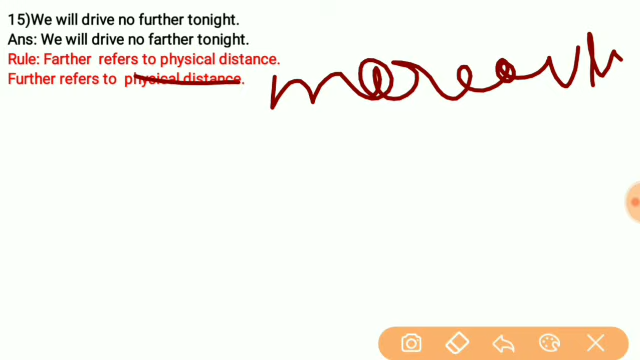 15)We will drive no further tonight.
Ans: We will drive no farther tonight.
Rule: Farther  refers to physical distance.
Further refers to  physical distance.